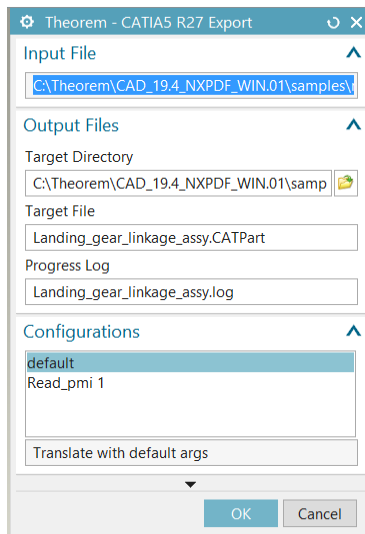 Theorem - CATIA5 R27 Export
Input File
C:\Theorem\CAD_19.4_NXPDF_WIN.01\samples\
Output Files
Target Directory
C:\Theorem\CAD_19.4_NXPDF_WIN.01\samp
Target File
Landing_gear_linkage_assy.CATPart
Progress Log
Landing_gear_linkage_assy.log
Configurations
default
Read_pmi 1
Translate with default args
OK Cancel